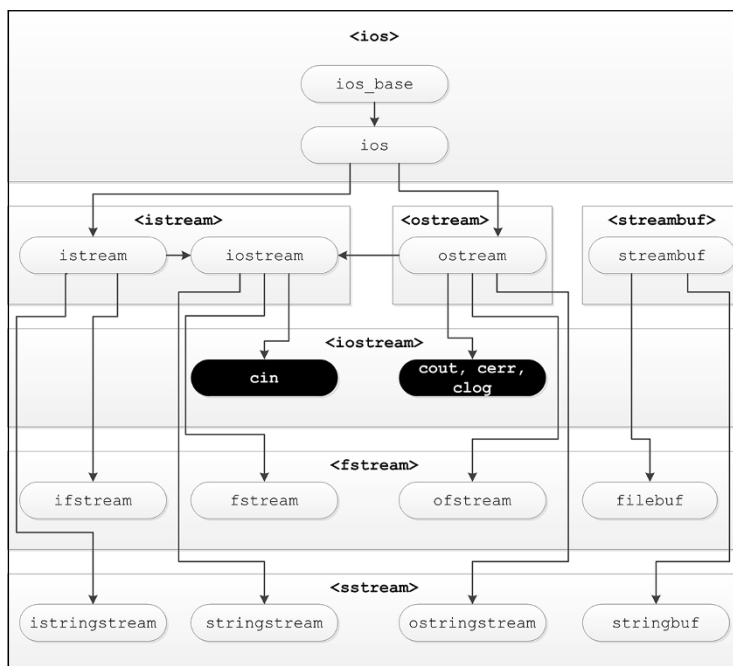 <ios>
ios_base
ios
<istream>
<ostream>
<streambuf>
istream
iostream
ostream
streambuf
<iostream>
cin
cout, cerr,
clog
<fstream>
ifstream
fstream
ofstream
filebuf
<sstream>
istringstream
stringstream
ostringstream
stringbuf